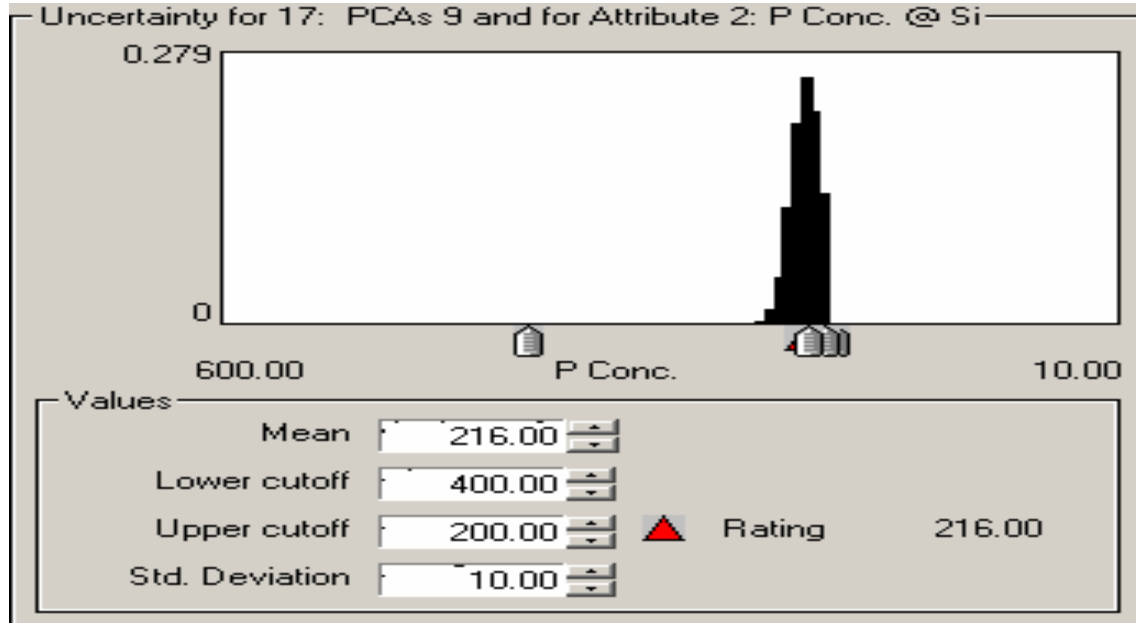 Uncertainty for 17: PCAs 9 and for Attribute 2: P Conc. @ Si
0.279
0
600.00 P Conc. 10.00
Values
Mean 216.00
Lower cutoff 400.00
Upper cutoff 200.00 Rating 216.00
Std. Deviation 10.00